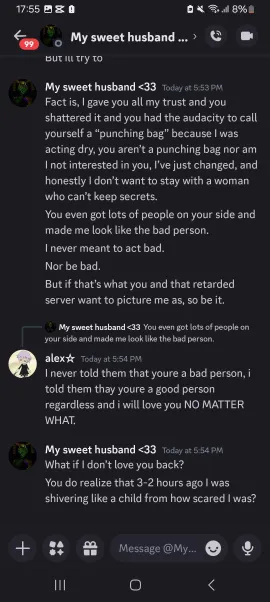 17:55
8%
99
My sweet husband ...
But ill try to
My sweet husband <33 Today at 5:53 PM
Fact is, I gave you all my trust and you
shattered it and you had the audacity to call
yourself a “punching bag” because I was
acting dry, you aren’t a punching bag nor am
I not interested in you, I’ve just changed, and
honestly I don’t want to stay with a woman
who can’t keep secrets.
You even got lots of people on your side and
made me look like the bad person.
I never meant to act bad.
Nor be bad.
But if that’s what you and that retarded
server want to picture me as, so be it.
My sweet husband <33 You even got lots of people on
your side and made me look like the bad person.
alex☆ Today at 5:54 PM
I never told them that youre a bad person, i
told them thay youre a good person
regardless and i will love you NO MATTER
WHAT.
My sweet husband <33 Today at 5:54 PM
What if I don’t love you back?
You do realize that 3-2 hours ago I was
shivering like a child from how scared I was?
Message @My...